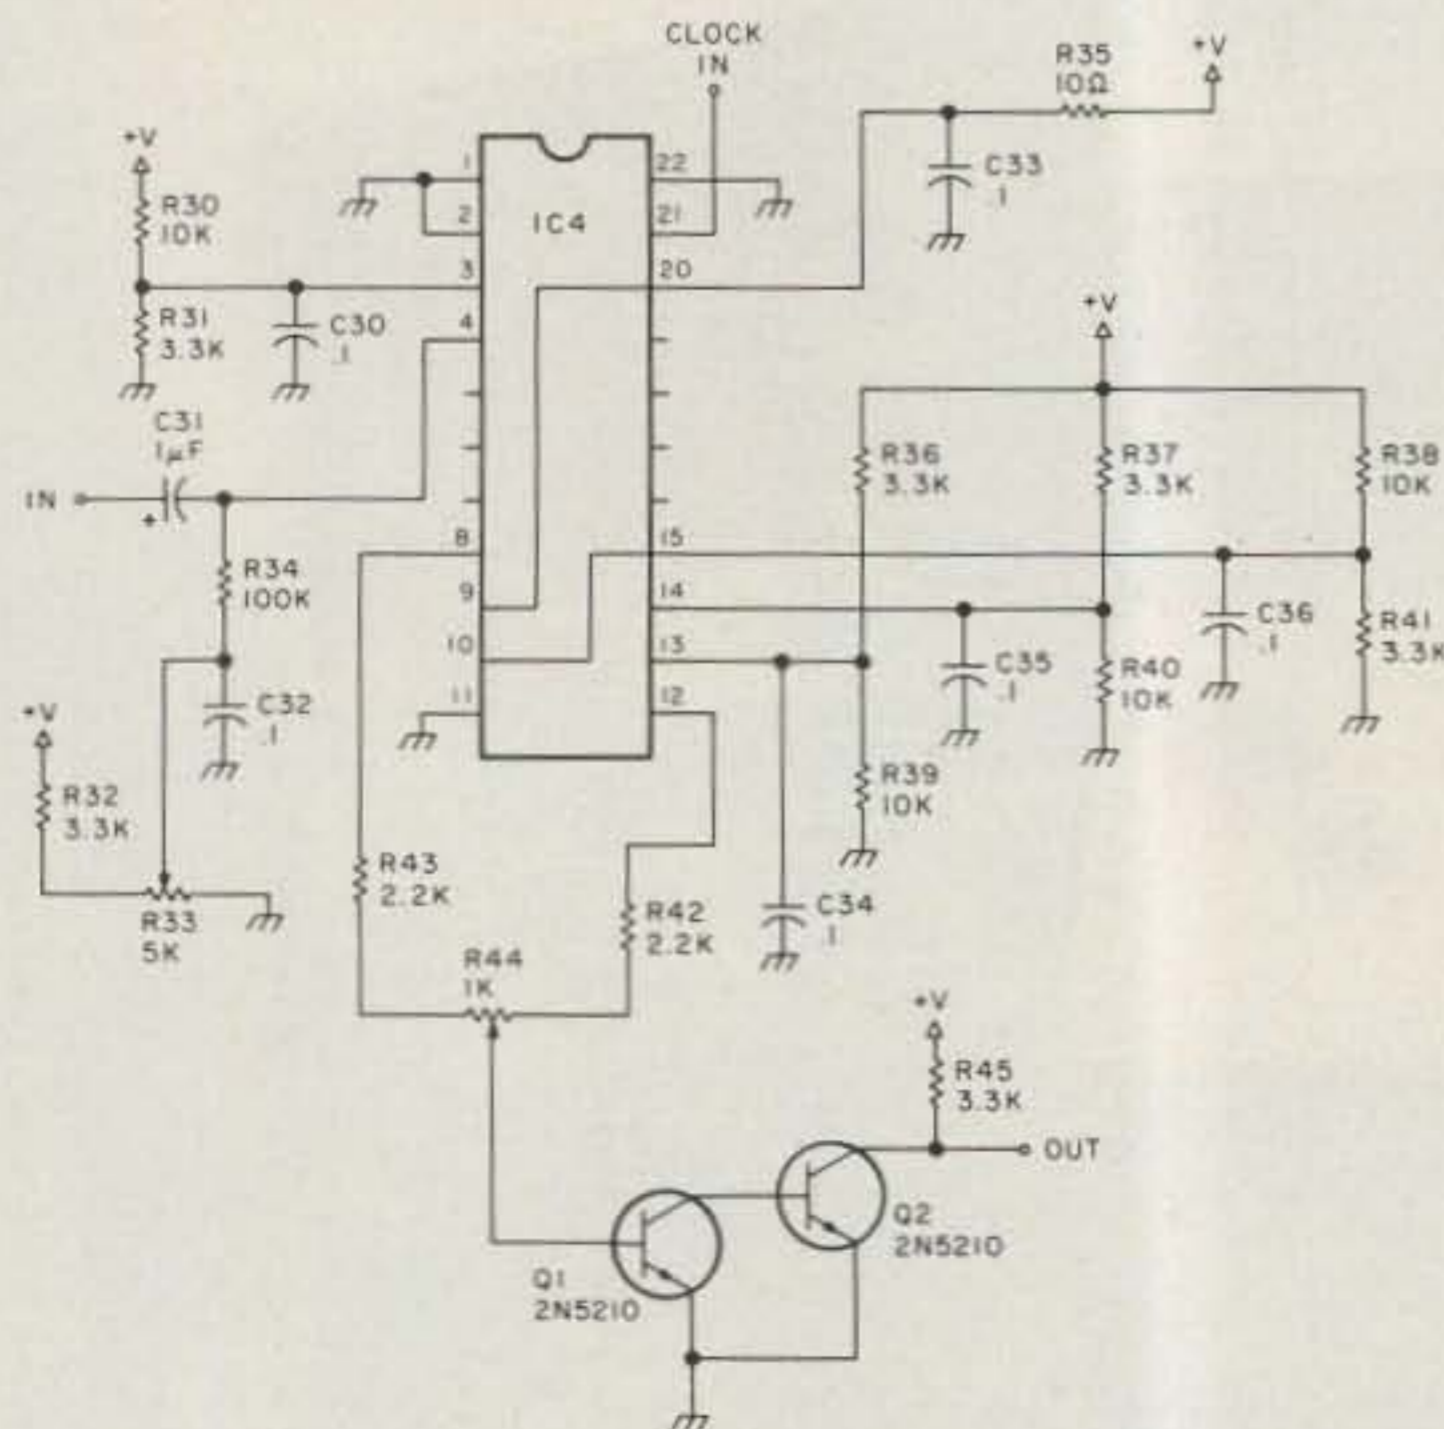 CLOCK
IN
R35
10Ω
+V
+V
1
22
C33
.1
R30
10K
2
21
IC4
3
20
R31
3.3K
C30
.1
4
+V
C31
1µF
+
IN
R36
3.3K
R37
3.3K
R38
10K
8
15
R34
100K
9
14
C36
.1
R41
3.3K
10
13
C35
.1
R40
10K
11
12
C32
.1
+V
R32
3.3K
R39
10K
R43
2.2K
R33
5K
R42
2.2K
C34
.1
R44
1K
+V
R45
3.3K
OUT
Q2
2N5210
Q1
2N5210